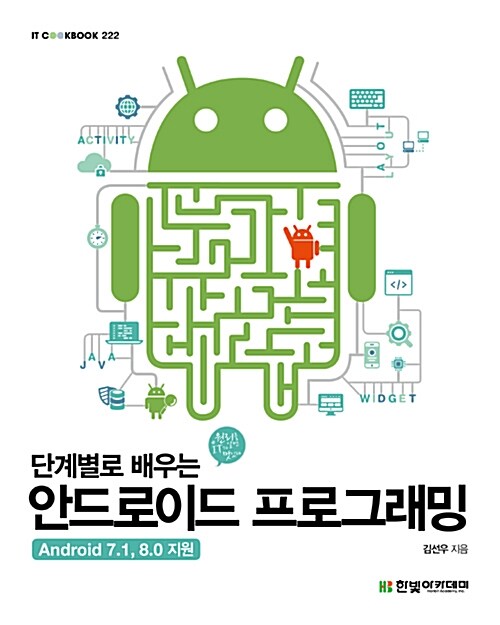 IT COOKBOOK 222
ACTIVITY
LAYOUT
JAVA
WIDGET
</>
단계별로 배우는
안드로이드 프로그래밍
Android 7.1, 8.0 지원
김선우 지음
HB 한빛아카데미